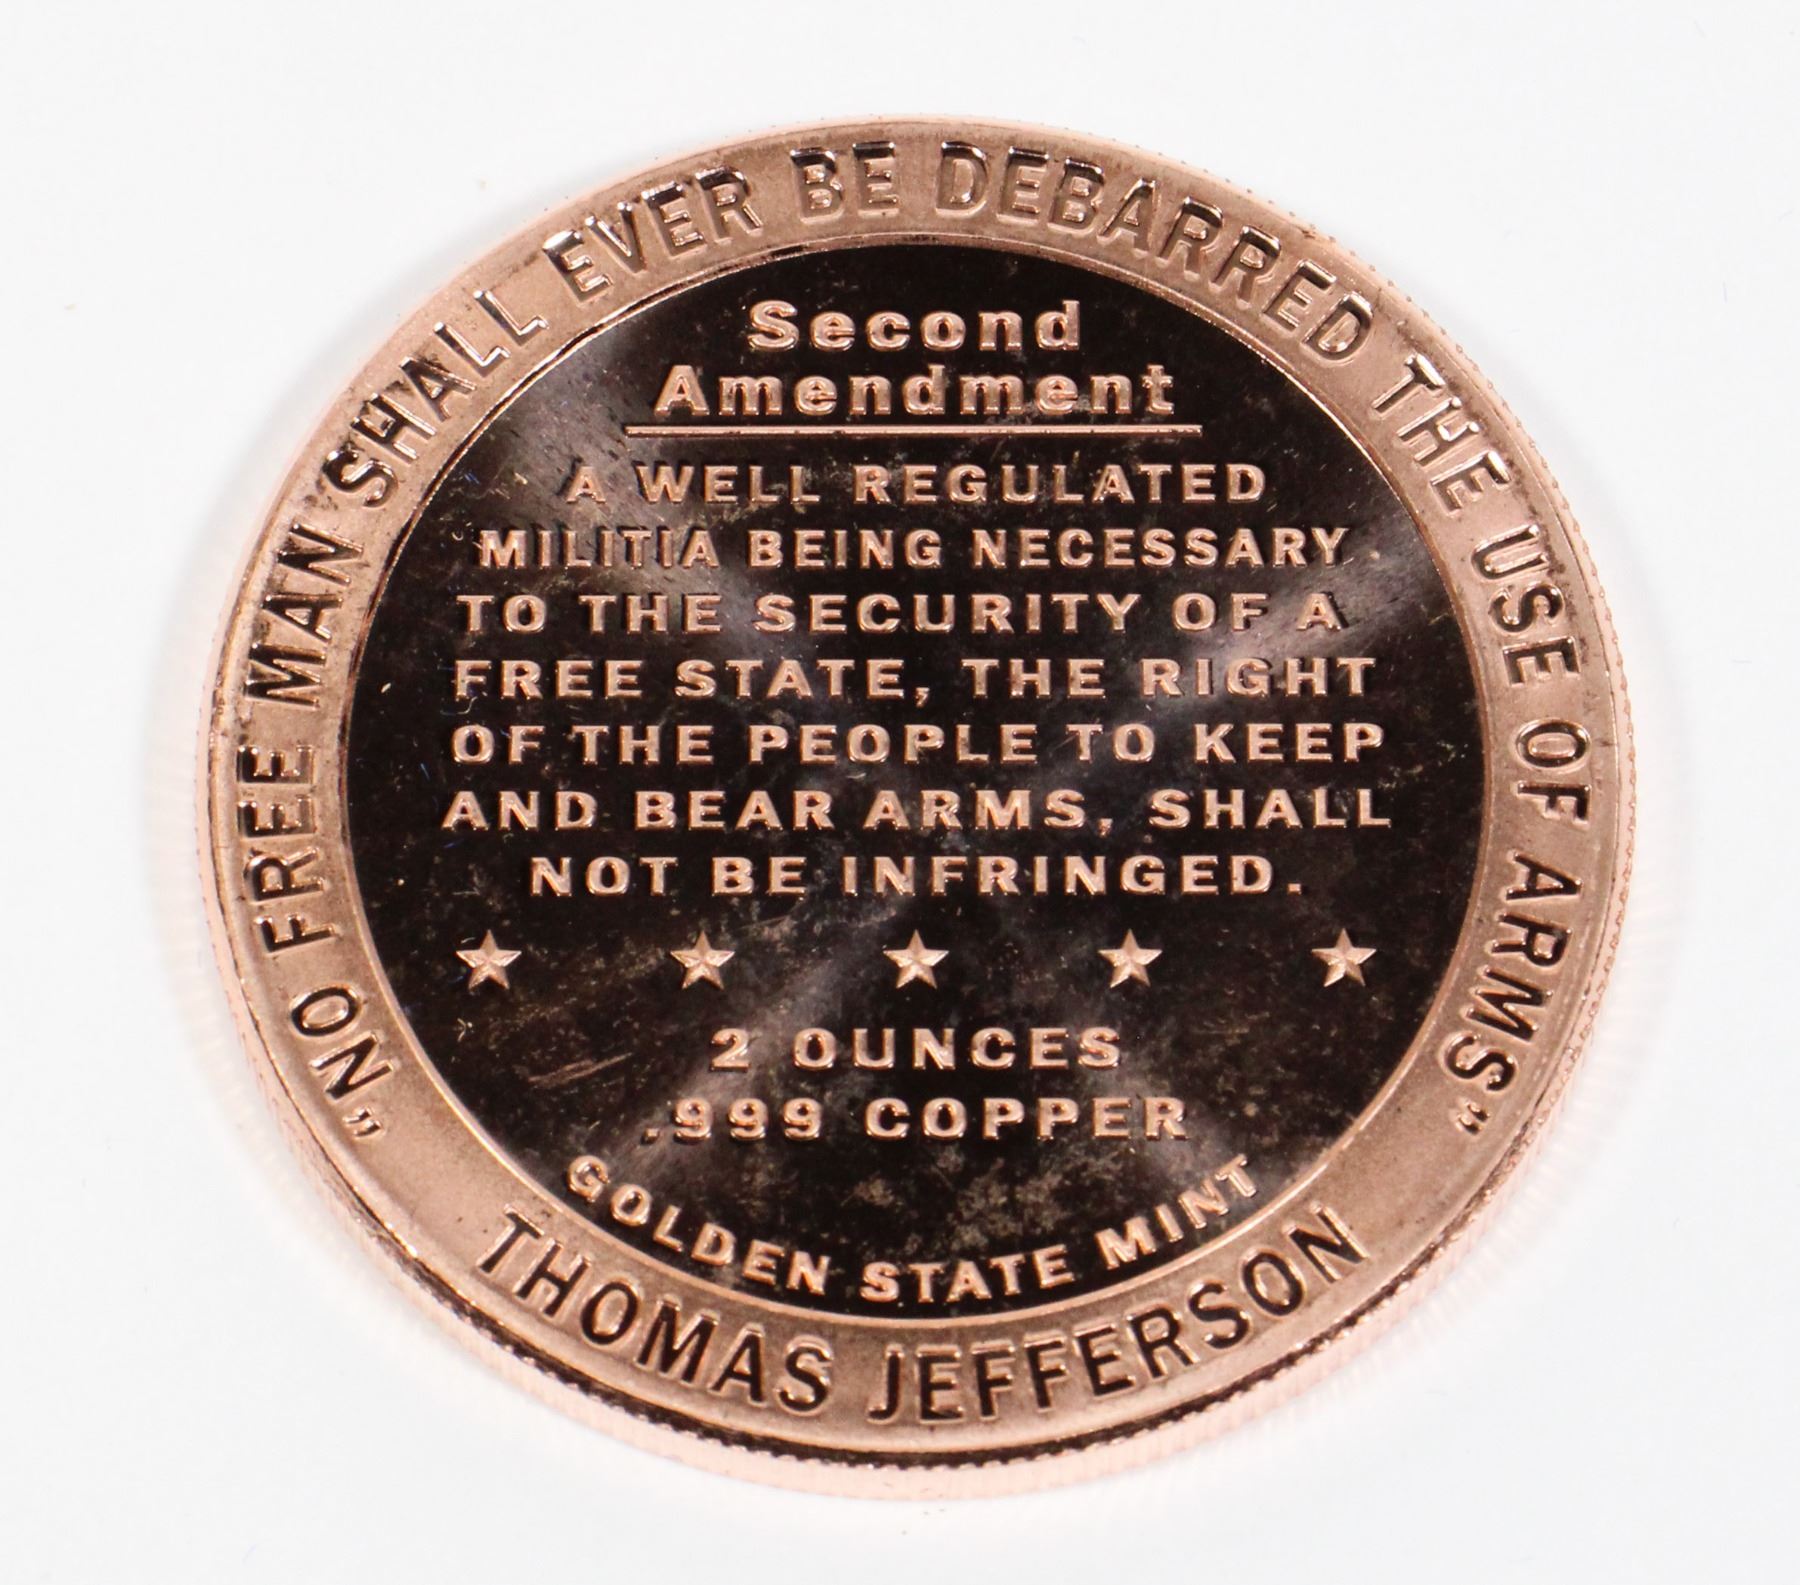 "NO FREE MAN SHALL EVER BE DEBARRED THE USE OF ARMS"
Second
Amendment
A WELL REGULATED
MILITIA BEING NECESSARY
TO THE SECURITY OF A
FREE STATE, THE RIGHT
OF THE PEOPLE TO KEEP
AND BEAR ARMS, SHALL
NOT BE INFRINGED.
2 OUNCES
.999 COPPER
GOLDEN STATE MINT
THOMAS JEFFERSON